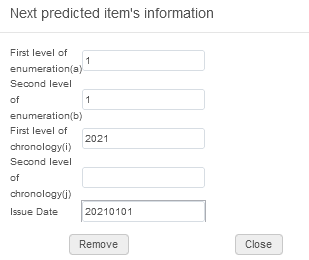 Next predicted item's information
First level of
enumeration(a)
1
Second level
of
enumeration(b)
1
First level of
chronology(i)
2021
Second level
of
chronology(j)
Issue Date
20210101
Remove
Close